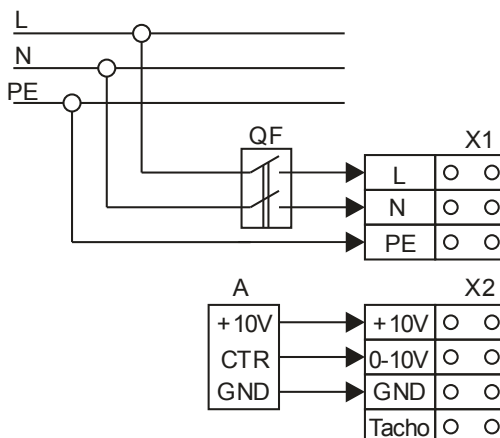 L
N
PE
QF
X1
L
N
PE
A
X2
+10V
+10V
CTR
0-10V
GND
GND
Tacho